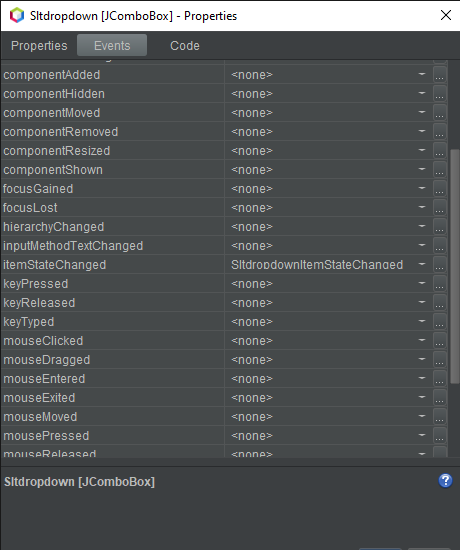 Sltdropdown [JComboBox] - Properties
Properties Events Code
componentAdded <none> ...
componentHidden <none> ...
componentMoved <none> ...
componentRemoved <none> ...
componentResized <none> ...
componentShown <none> ...
focusGained <none> ...
focusLost <none> ...
hierarchyChanged <none> ...
inputMethodTextChanged <none> ...
itemStateChanged SltdropdownItemStateChanged ...
keyPressed <none> ...
keyReleased <none> ...
keyTyped <none> ...
mouseClicked <none> ...
mouseDragged <none> ...
mouseEntered <none> ...
mouseExited <none> ...
mouseMoved <none> ...
mousePressed <none> ...
mouseReleased <none> ...
Sltdropdown [JComboBox] ?